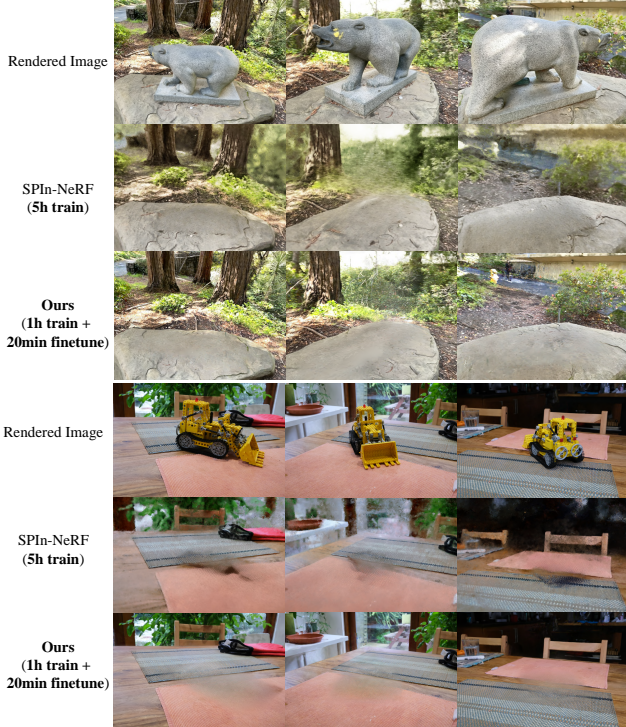 Rendered Image
SPIn-NeRF
(5h train)
Ours
(1h train +
20min finetune)
Rendered Image
SPIn-NeRF
(5h train)
Ours
(1h train +
20min finetune)